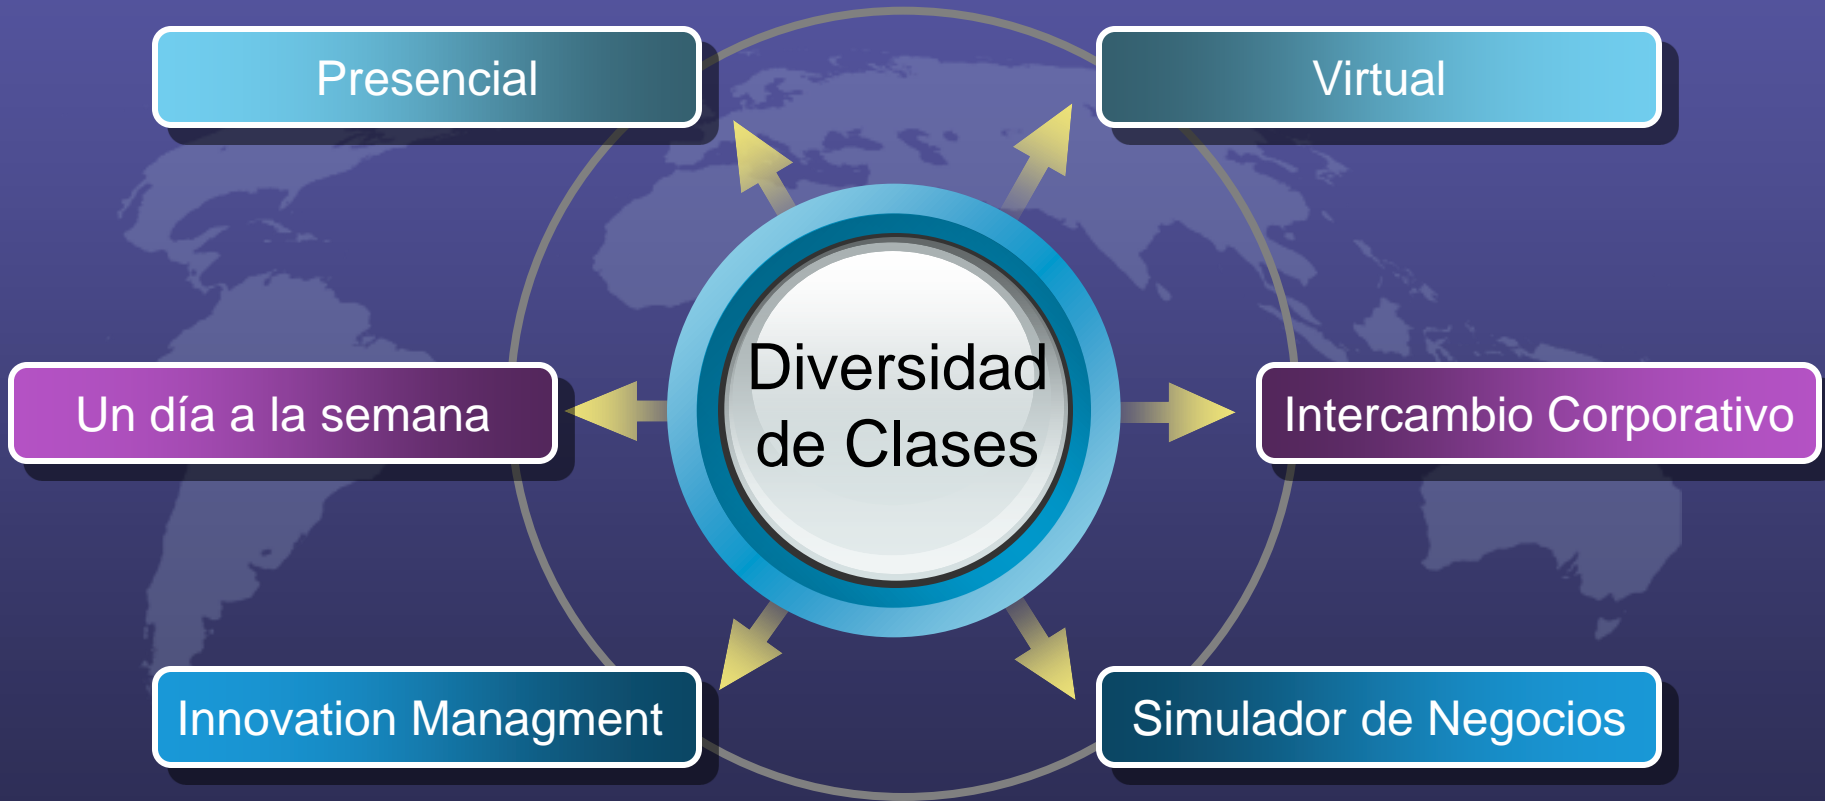 Presencial
Virtual
Diversidad
de Clases
Un día a la semana
Intercambio Corporativo
Innovation Managment
Simulador de Negocios